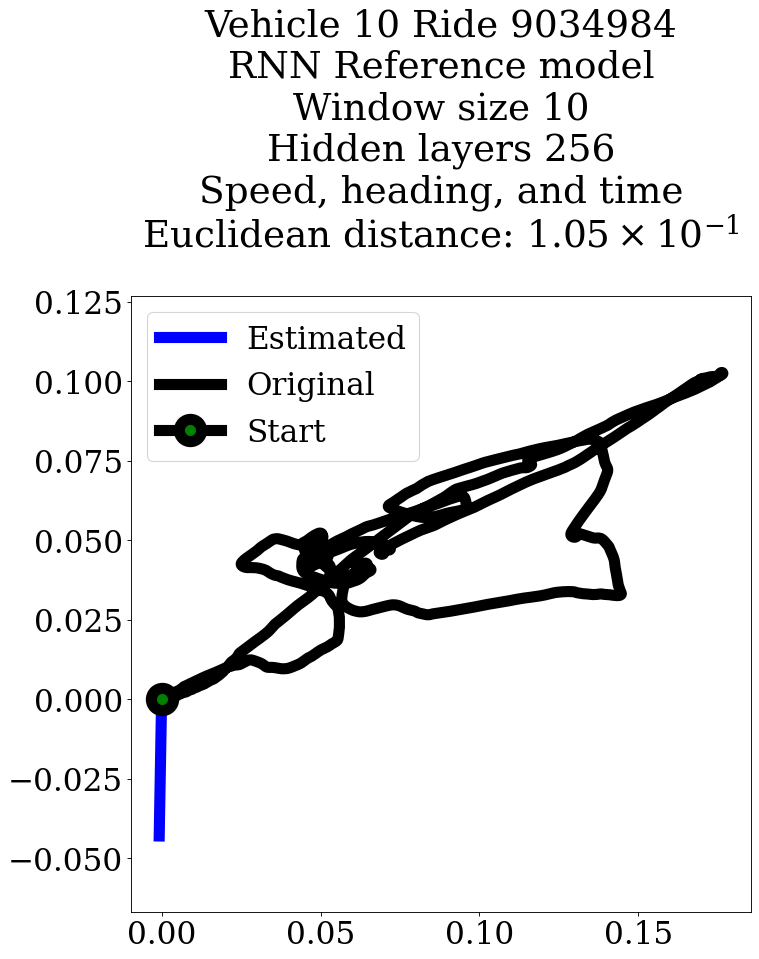 Vehicle 10 Ride 9034984
RNN Reference model
Window size 10
Hidden layers 256
Speed, heading, and time
Euclidean distance: 1.05 × 10⁻¹
0.125
0.100
0.075
0.050
0.025
0.000
−0.025
−0.050
Estimated
Original
Start
0.00 0.05 0.10 0.15